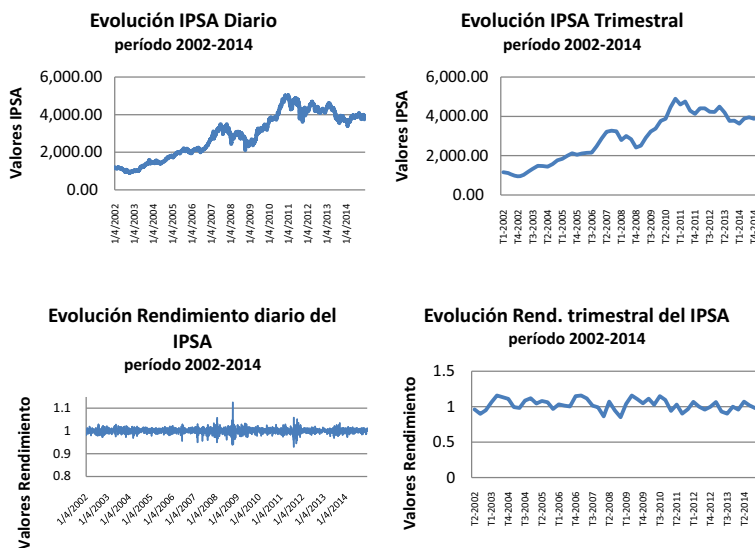 Evolución IPSA Diario
período 2002-2014
Valores IPSA
6,000.00
4,000.00
2,000.00
0.00
1/4/2002
1/4/2003
1/4/2004
1/4/2005
1/4/2006
1/4/2007
1/4/2008
1/4/2009
1/4/2010
1/4/2011
1/4/2012
1/4/2013
1/4/2014
Evolución IPSA Trimestral
período 2002-2014
Valores IPSA
6,000.00
4,000.00
2,000.00
0.00
T1-2002
T4-2002
T3-2003
T2-2004
T1-2005
T4-2005
T3-2006
T2-2007
T1-2008
T4-2008
T3-2009
T2-2010
T1-2011
T4-2011
T3-2012
T2-2013
T1-2014
T4-2014
Evolución Rendimiento diario del
IPSA
período 2002-2014
Valores Rendimiento
1.1
1
0.9
0.8
1/4/2002
1/4/2003
1/4/2004
1/4/2005
1/4/2006
1/4/2007
1/4/2008
1/4/2009
1/4/2010
1/4/2011
1/4/2012
1/4/2013
1/4/2014
Evolución Rend. trimestral del IPSA
período 2002-2014
Valores Rendimiento
1.5
1
0.5
0
T2-2002
T1-2003
T4-2004
T3-2004
T2-2005
T1-2006
T4-2006
T3-2007
T2-2008
T1-2009
T4-2009
T3-2010
T2-2011
T1-2012
T4-2012
T3-2013
T2-2014